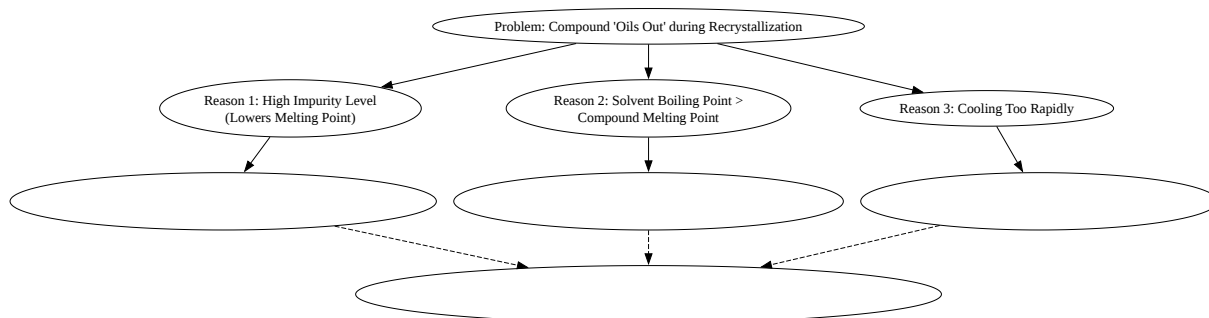 Problem: Compound 'Oils Out' during Recrystallization
Reason 1: High Impurity Level
(Lowers Melting Point)
Reason 2: Solvent Boiling Point >
Compound Melting Point
Reason 3: Cooling Too Rapidly